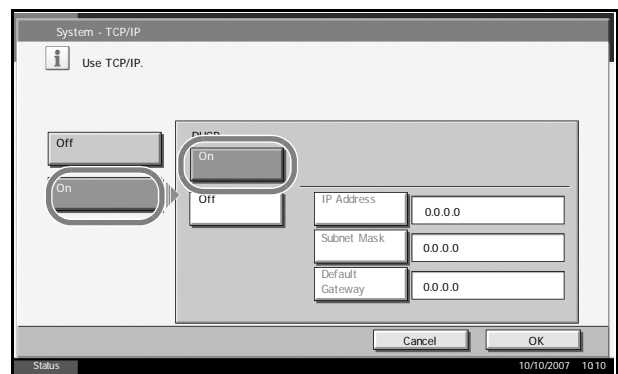 System - TCP/IP
i Use TCP/IP.
Off
On
DHCP
On
Off
IP Address 0.0.0.0
Subnet Mask 0.0.0.0
Default
Gateway 0.0.0.0
Cancel OK
Status 10/10/2007 10:10